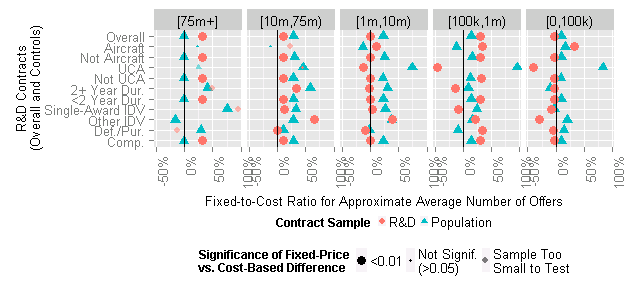 [75m+]
[10m,75m)
[1m,10m)
[100k,1m)
[0,100k)
R&D Contracts
(Overall and Controls)
Overall
Aircraft
Not Aircraft
UCA
Not UCA
2+ Year Dur.
<2 Year Dur.
Single-Award IDV
Other IDV
Def./Pur.
Comp.
-50%
0%
50%
100%
-50%
0%
50%
100%
-50%
0%
50%
100%
-50%
0%
50%
100%
-50%
0%
50%
100%
Fixed-to-Cost Ratio for Approximate Average Number of Offers
Contract Sample R&D Population
Significance of Fixed-Price
vs. Cost-Based Difference
<0.01
Not Signif.
(>0.05)
Sample Too
Small to Test